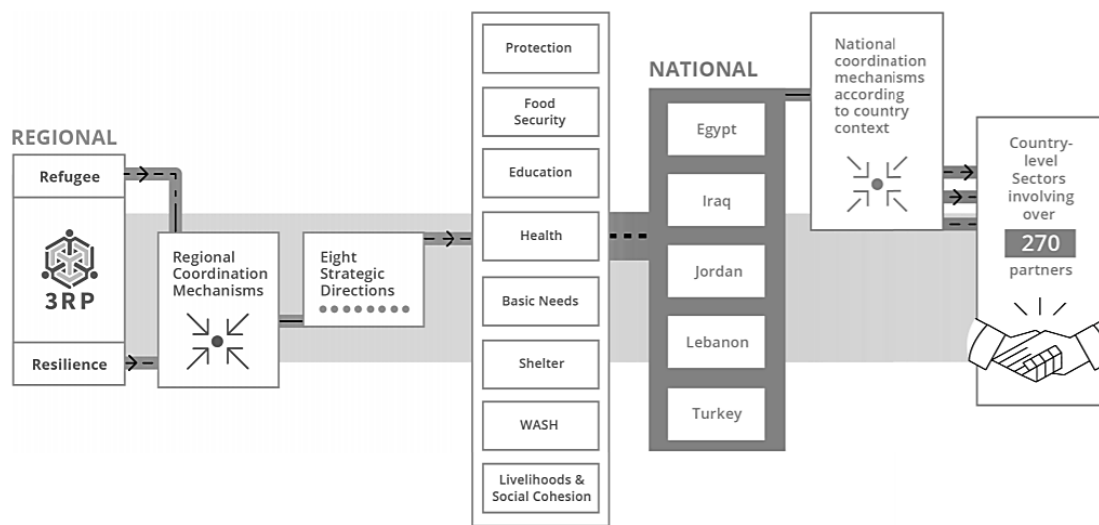 REGIONAL
Refugee
3RP
Resilience
Regional
Coordination
Mechanisms
Eight
Strategic
Directions
Protection
Food
Security
Education
Health
Basic Needs
Shelter
WASH
Livelihoods &
Social Cohesion
NATIONAL
Egypt
Iraq
Jordan
Lebanon
Turkey
National
coordination
mechanisms
according
to country
context
Country-
level
Sectors
involving
over
270
partners